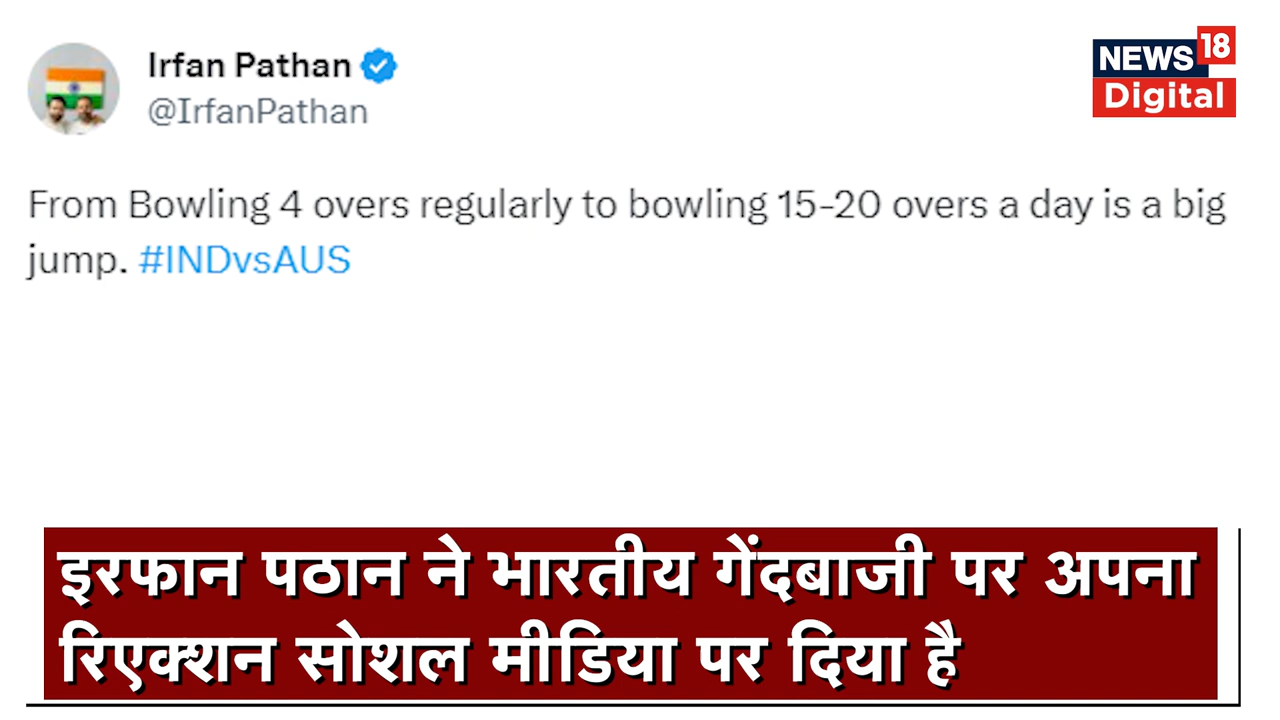 Irfan Pathan
@IrfanPathan
NEWS 18
Digital
From Bowling 4 overs regularly to bowling 15-20 overs a day is a big
jump. #INDvsAUS
इरफान पठान ने भारतीय गेंदबाजी पर अपना
रिएक्शन सोशल मीडिया पर दिया है